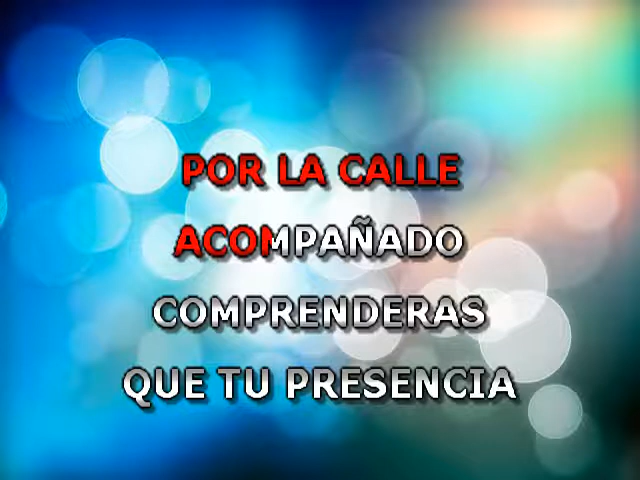 POR LA CALLE
ACOMPAÑADO
COMPRENDERAS
QUE TU PRESENCIA